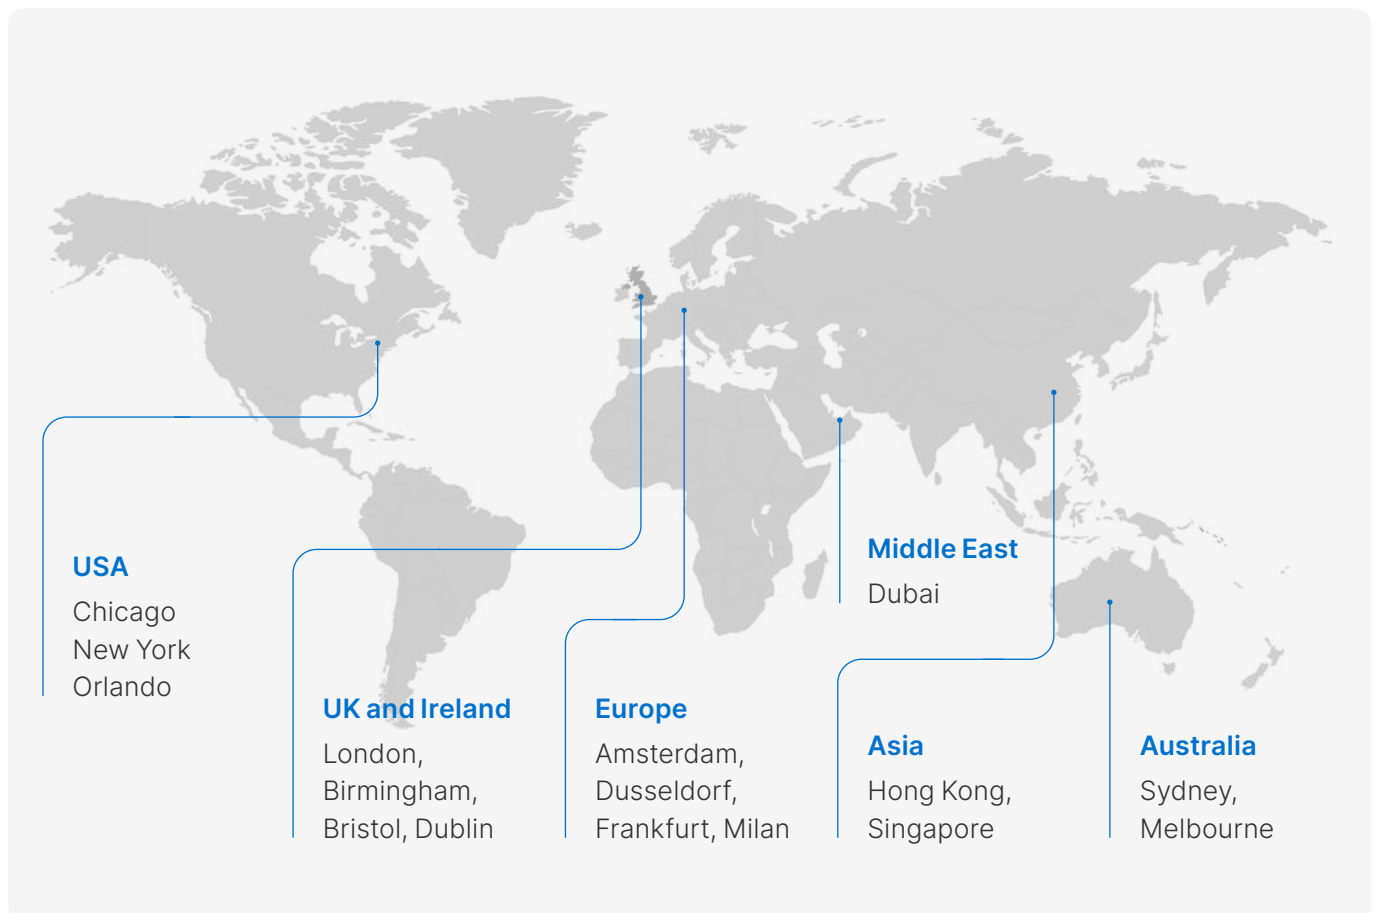 USA
Chicago
New York
Orlando
UK and Ireland
London,
Birmingham,
Bristol, Dublin
Europe
Amsterdam,
Dusseldorf,
Frankfurt, Milan
Middle East
Dubai
Asia
Hong Kong,
Singapore
Australia
Sydney,
Melbourne